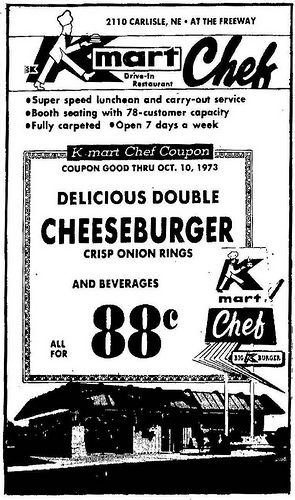 2110 CARLISLE, NE • AT THE FREEWAY
K mart Chef
Drive-In
Restaurant
•Super speed luncheon and carry-out service
•Booth seating with 78-customer capacity
•Fully carpeted •Open 7 days a week
K mart Chef Coupon
COUPON GOOD THRU OCT. 10, 1973
DELICIOUS DOUBLE
CHEESEBURGER
CRISP ONION RINGS
AND BEVERAGES
ALL
FOR
88c
K
mart
Chef
BIG K BURGER